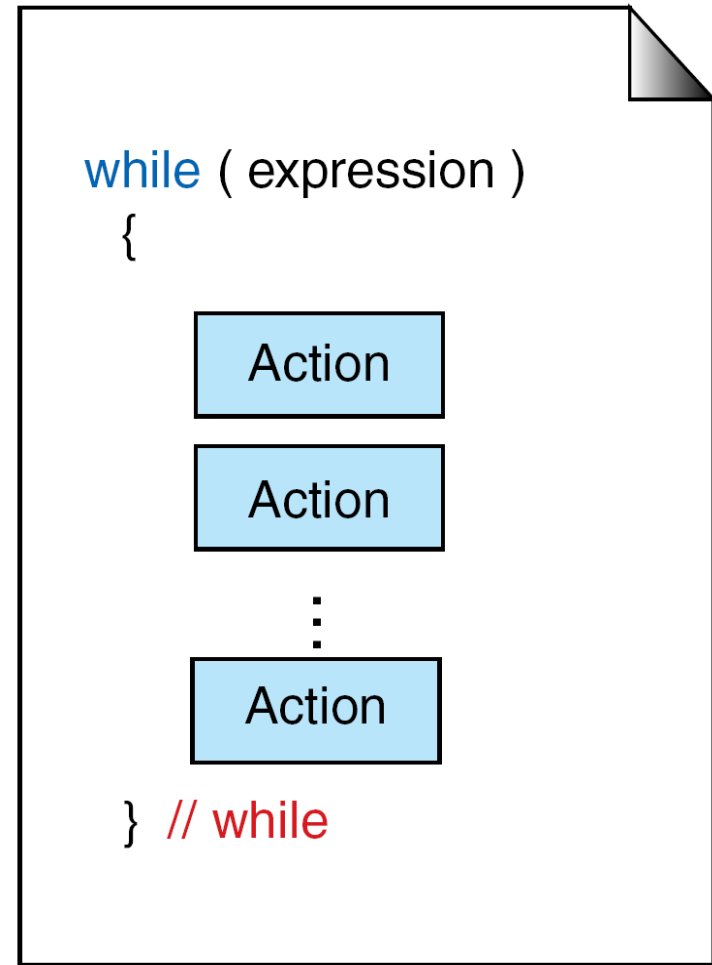 while ( expression )
{
Action
Action
⋮
Action
} // while